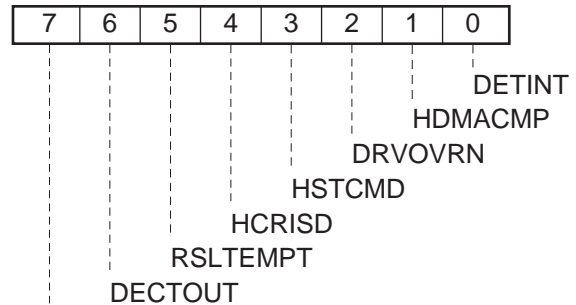 7 6 5 4 3 2 1 0
DETINT
HDMACMP
DRVOVRN
HSTCMD
HCRISD
RSLTEMPT
DECTOUT